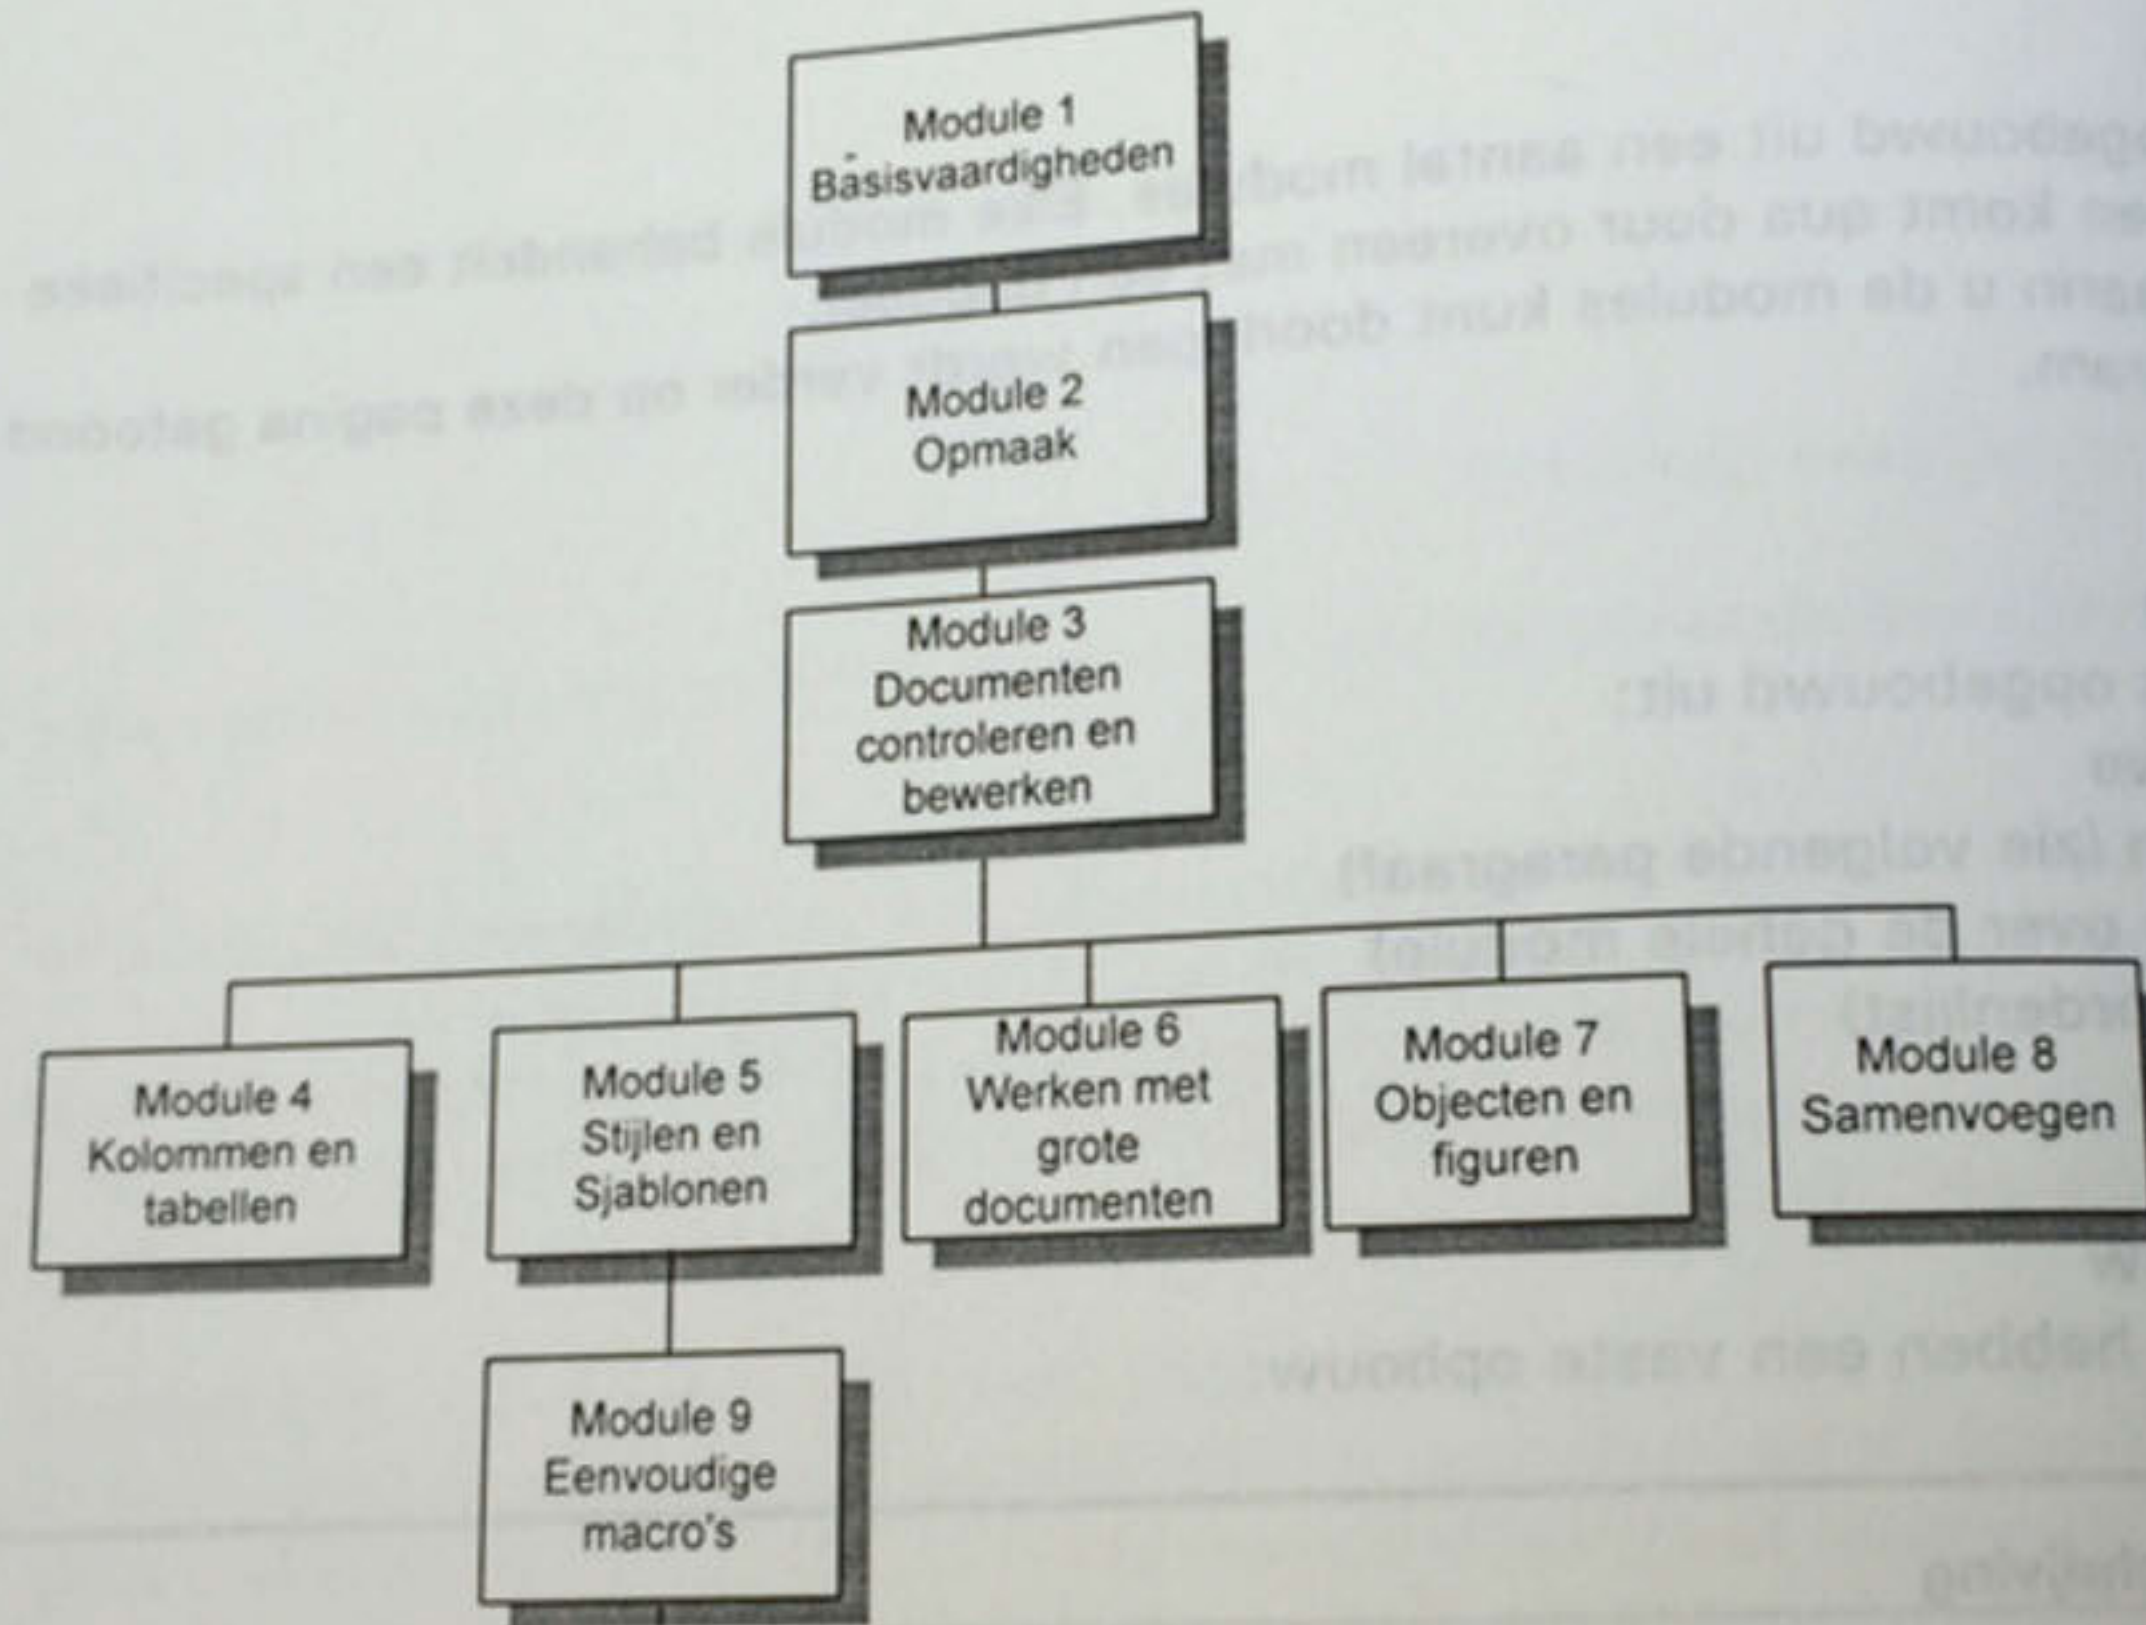 Module 1
Basisvaardigheden
Module 2
Opmaak
Module 3
Documenten
controleren en
bewerken
Module 4
Kolommen en
tabellen
Module 5
Stijlen en
Sjablonen
Module 6
Werken met
grote
documenten
Module 7
Objecten en
figuren
Module 8
Samenvoegen
Module 9
Eenvoudige
macro's